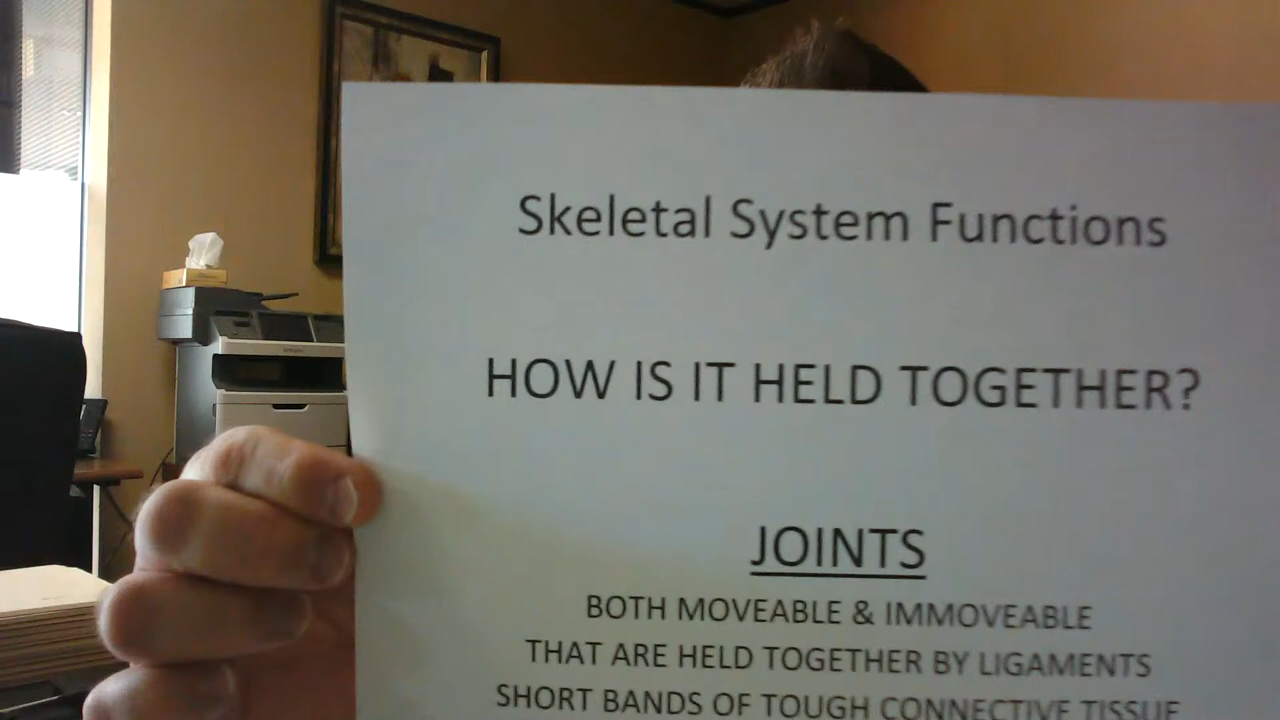 Skeletal System Functions
HOW IS IT HELD TOGETHER?
JOINTS
BOTH MOVEABLE & IMMOVEABLE
THAT ARE HELD TOGETHER BY LIGAMENTS
SHORT BANDS OF TOUGH CONNECTIVE TISSUE